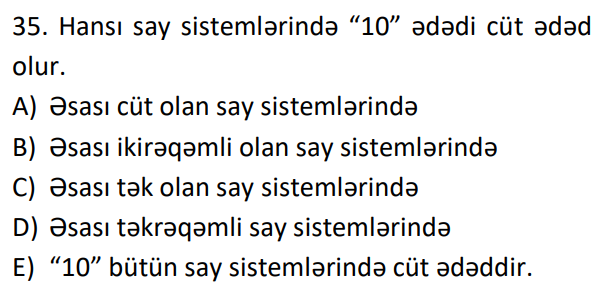 35. Hansı say sistemlərində “10” ədədi cüt ədəd
olur.
A) Əsası cüt olan say sistemlərində
B) Əsası ikirəqəmli olan say sistemlərində
C) Əsası tək olan say sistemlərində
D) Əsası təkrəqəmli say sistemlərində
E) “10” bütün say sistemlərində cüt ədəddir.